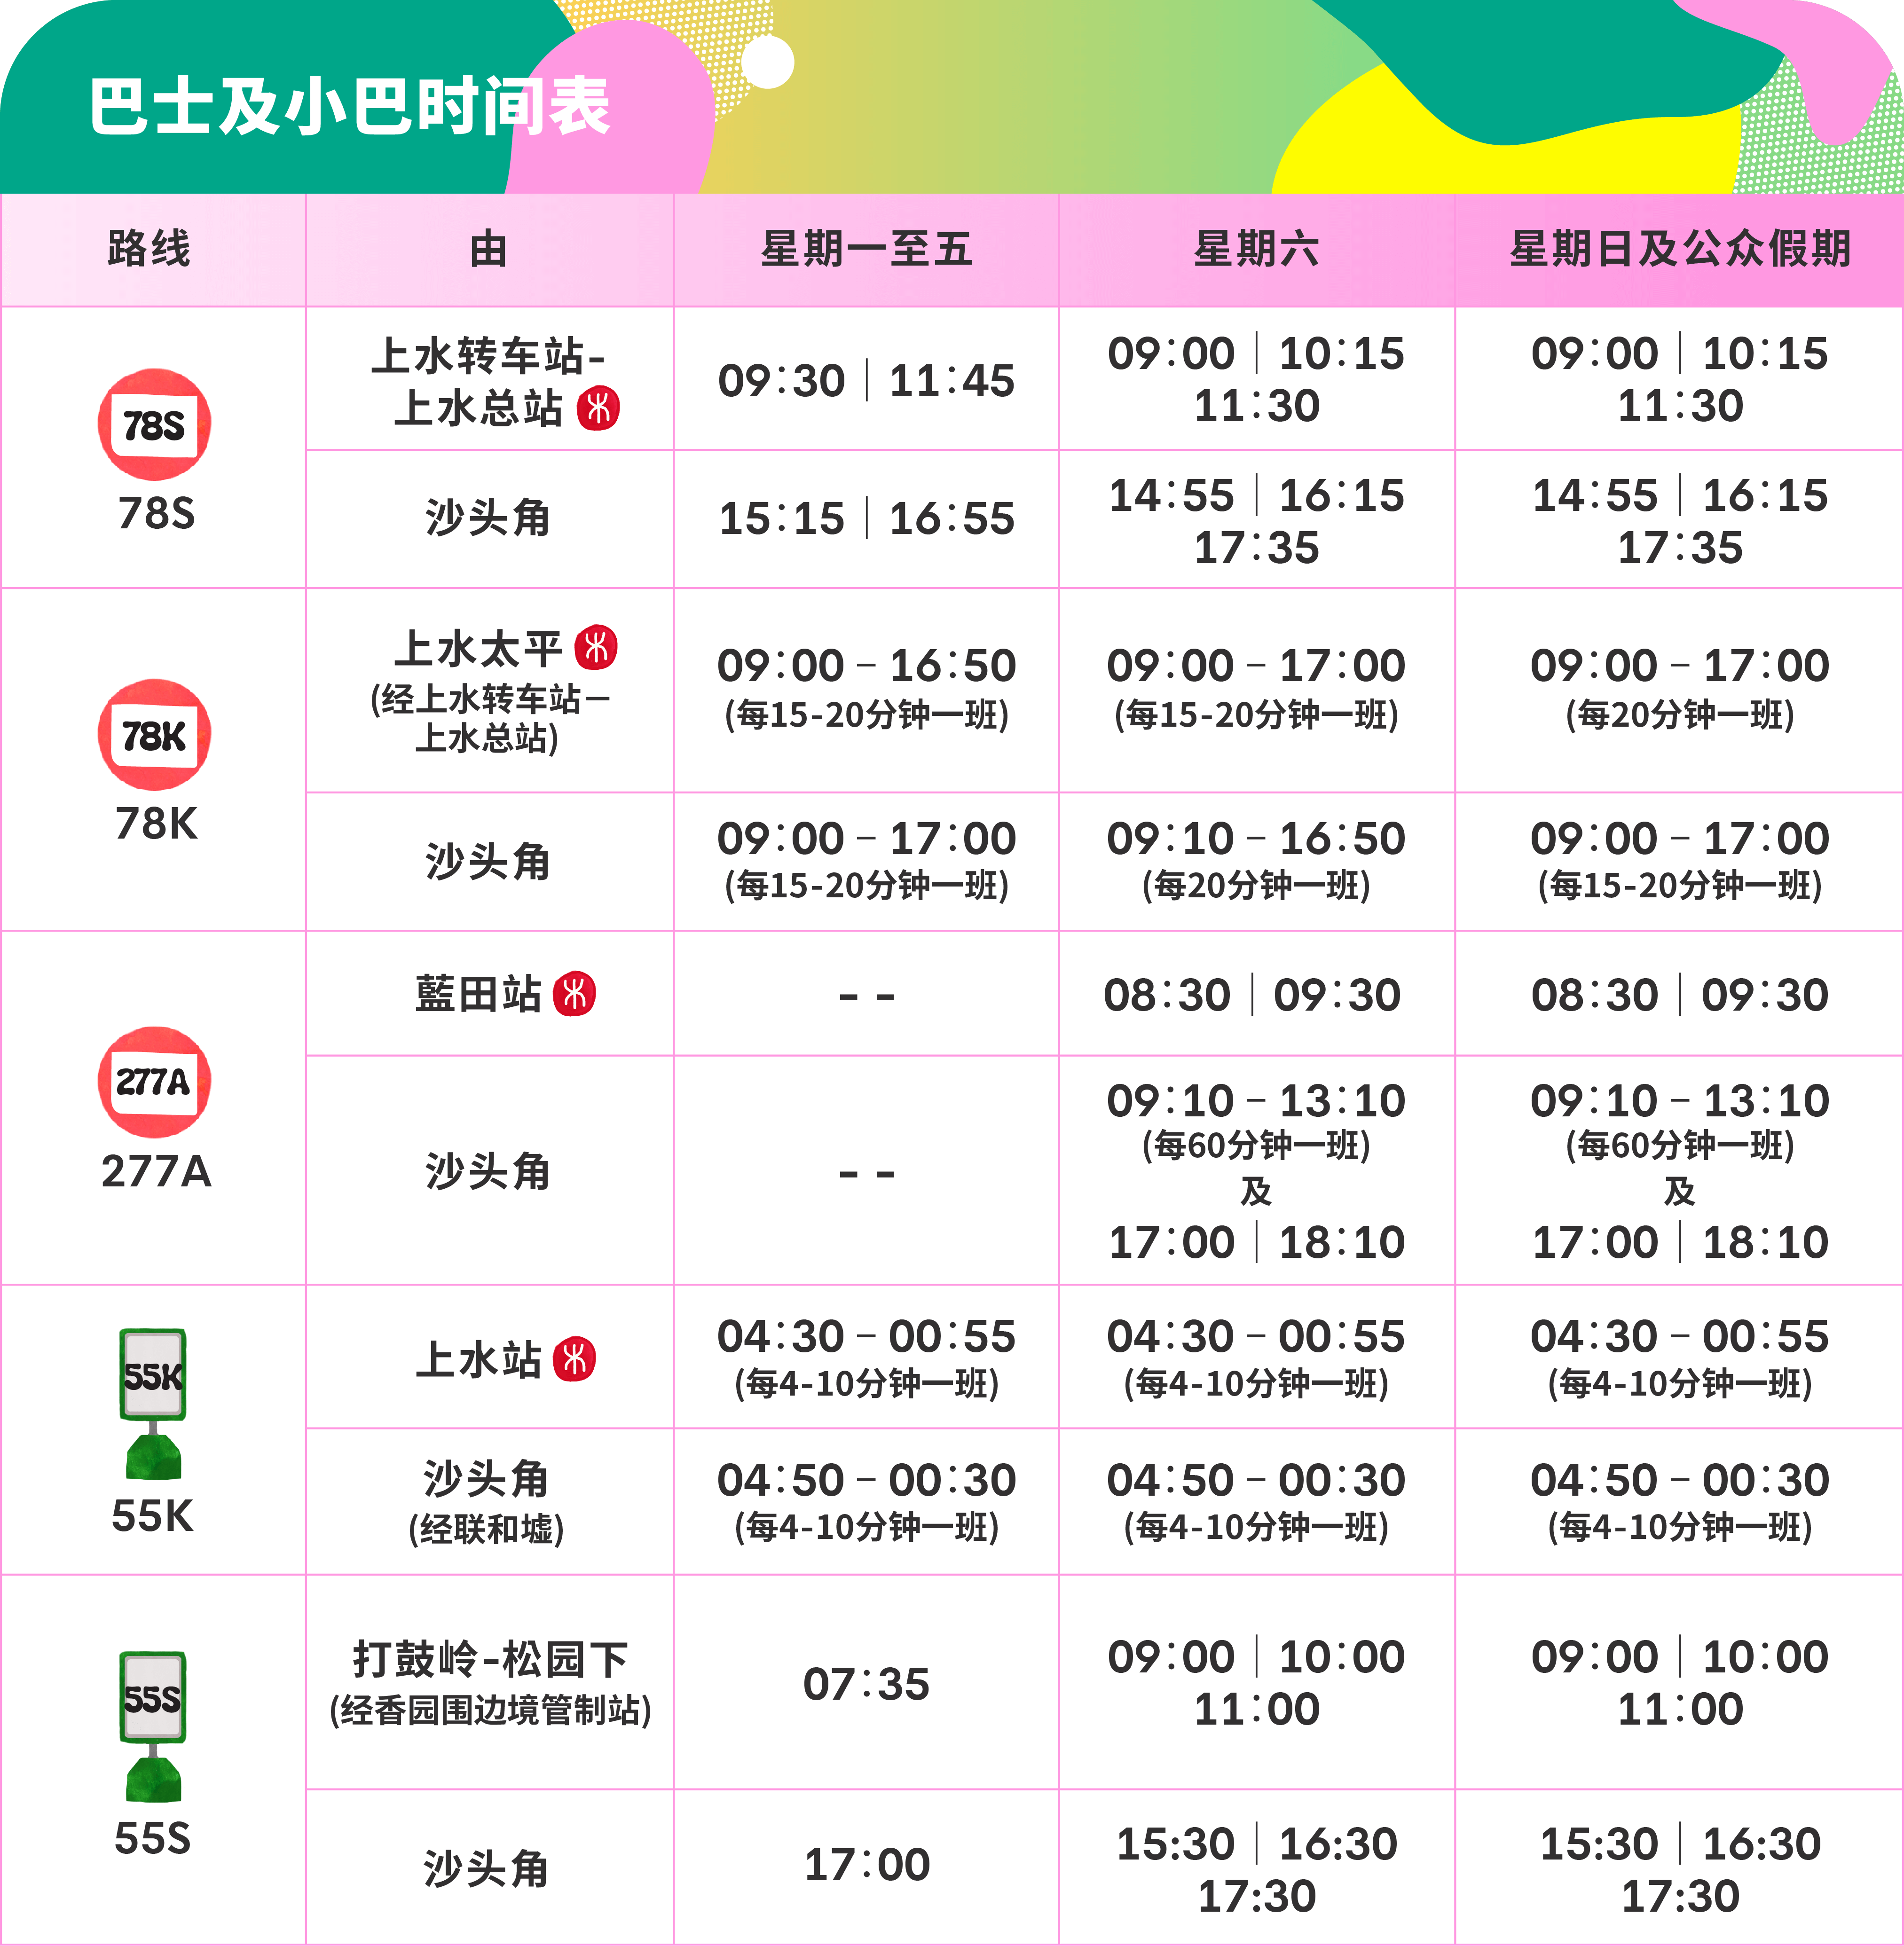 巴士及小巴时间表
路线
由
星期一至五
星期六
星期日及公众假期
78S
78S
上水转车站-
上水总站
09:30 | 11:45
09:00 | 10:15
11:30
09:00 | 10:15
11:30
沙头角
15:15 | 16:55
14:55 | 16:15
17:35
14:55 | 16:15
17:35
78K
78K
上水太平
(经上水转车站－
上水总站)
09:00 – 16:50
(每15-20分钟一班)
09:00 – 17:00
(每15-20分钟一班)
09:00 – 17:00
(每20分钟一班)
沙头角
09:00 – 17:00
(每15-20分钟一班)
09:10 – 16:50
(每20分钟一班)
09:00 – 17:00
(每15-20分钟一班)
277A
277A
藍田站
- -
08:30 | 09:30
08:30 | 09:30
沙头角
- -
09:10 – 13:10
(每60分钟一班)
及
17:00 | 18:10
09:10 – 13:10
(每60分钟一班)
及
17:00 | 18:10
55K
55K
上水站
04:30 – 00:55
(每4-10分钟一班)
04:30 – 00:55
(每4-10分钟一班)
04:30 – 00:55
(每4-10分钟一班)
沙头角
(经联和墟)
04:50 – 00:30
(每4-10分钟一班)
04:50 – 00:30
(每4-10分钟一班)
04:50 – 00:30
(每4-10分钟一班)
55S
55S
打鼓岭-松园下
(经香园围边境管制站)
07:35
09:00 | 10:00
11:00
09:00 | 10:00
11:00
沙头角
17:00
15:30 | 16:30
17:30
15:30 | 16:30
17:30